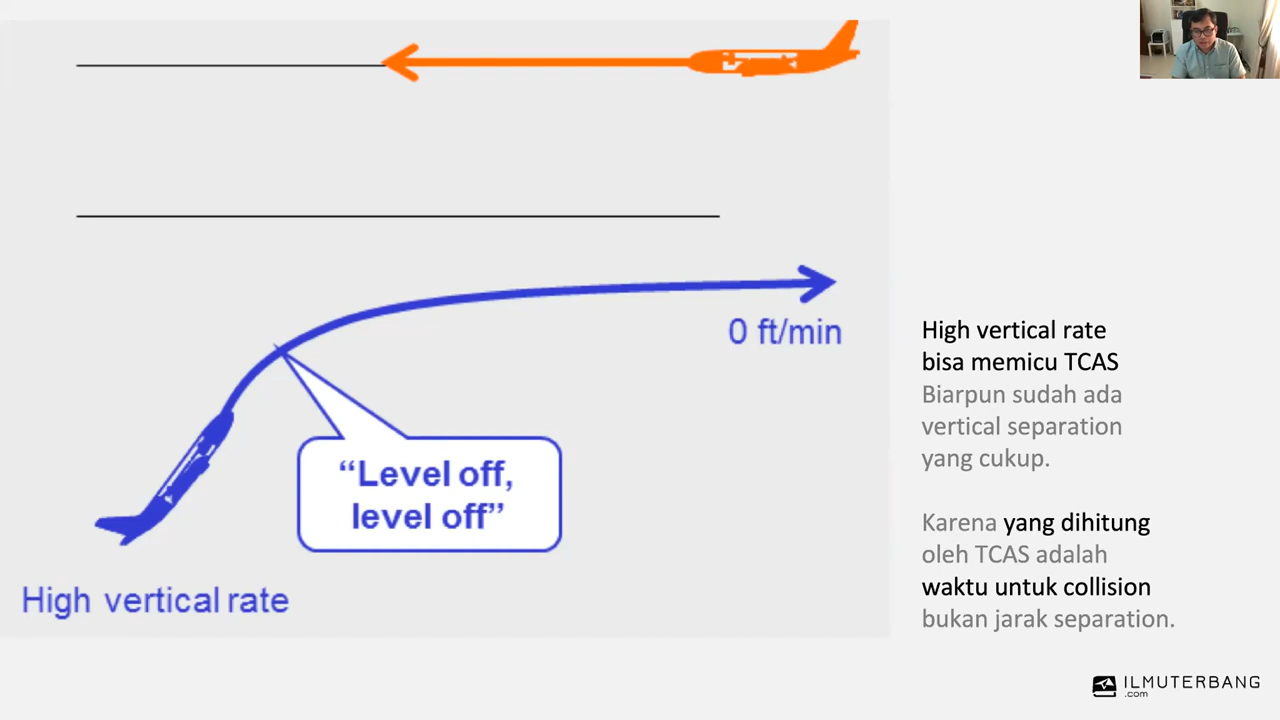 0 ft/min
“Level off,
level off”
High vertical rate
High vertical rate
bisa memicu TCAS
Biarpun sudah ada
vertical separation
yang cukup.
Karena yang dihitung
oleh TCAS adalah
waktu untuk collision
bukan jarak separation.
ILMUTERBANG
.com